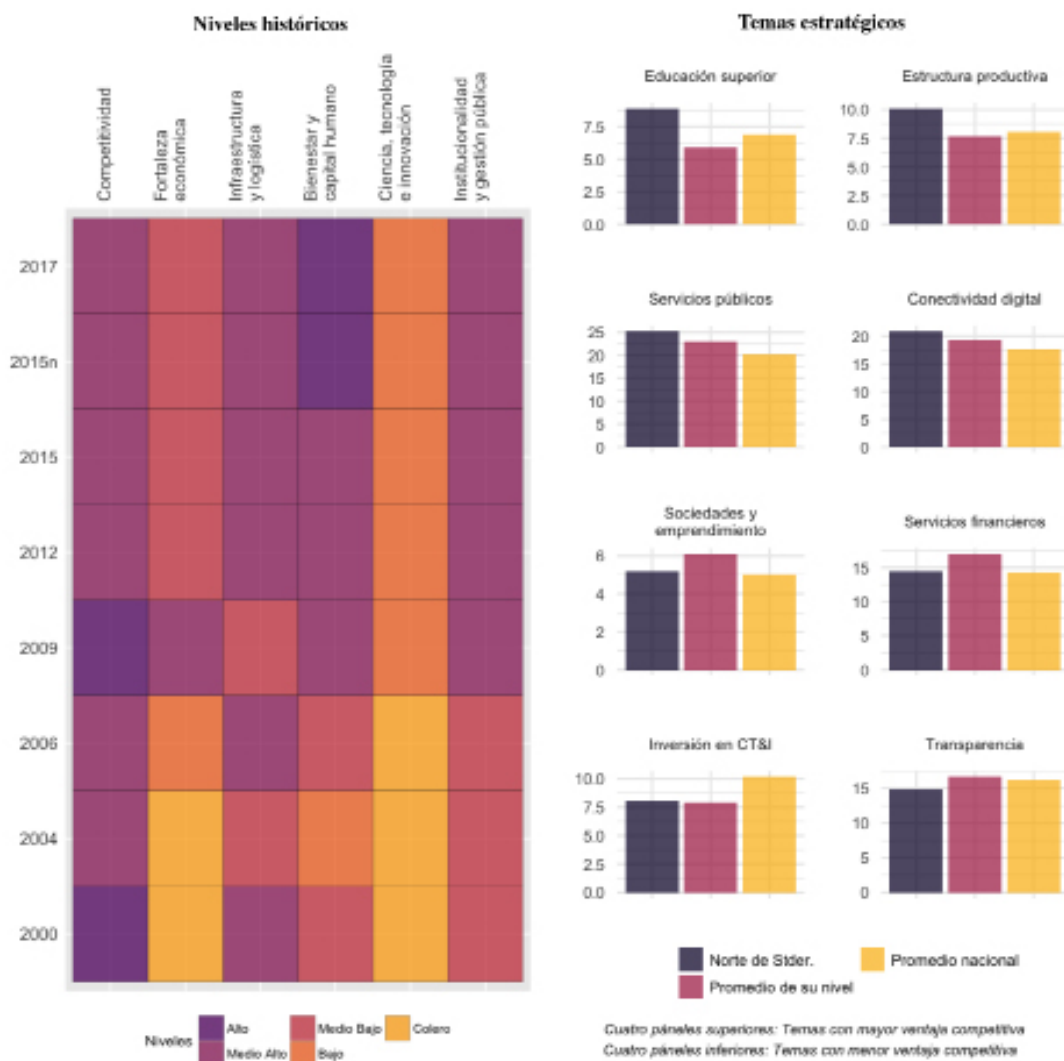 Niveles históricos
Competitividad
Fortaleza
económica
Infraestructura
y logística
Bienestar y
capital humano
Ciencia, tecnología
e innovación
Institucionalidad
y gestión pública
2017
2015n
2015
2012
2009
2006
2004
2000
Niveles
Alto
Medio Alto
Medio Bajo
Bajo
Colero
Temas estratégicos
Educación superior
7.5
5.0
2.5
0.0
Estructura productiva
10.0
7.5
5.0
2.5
0.0
Servicios públicos
25
20
15
10
5
0
Conectividad digital
20
15
10
5
0
Sociedades y
emprendimiento
6
4
2
0
Servicios financieros
15
10
5
0
Inversión en CT&I
10.0
7.5
5.0
2.5
0.0
Transparencia
15
10
5
0
Norte de Stder.
Promedio nacional
Promedio de su nivel
Cuatro páneles superiores: Temas con mayor ventaja competitiva
Cuatro páneles inferiores: Temas con menor ventaja competitiva